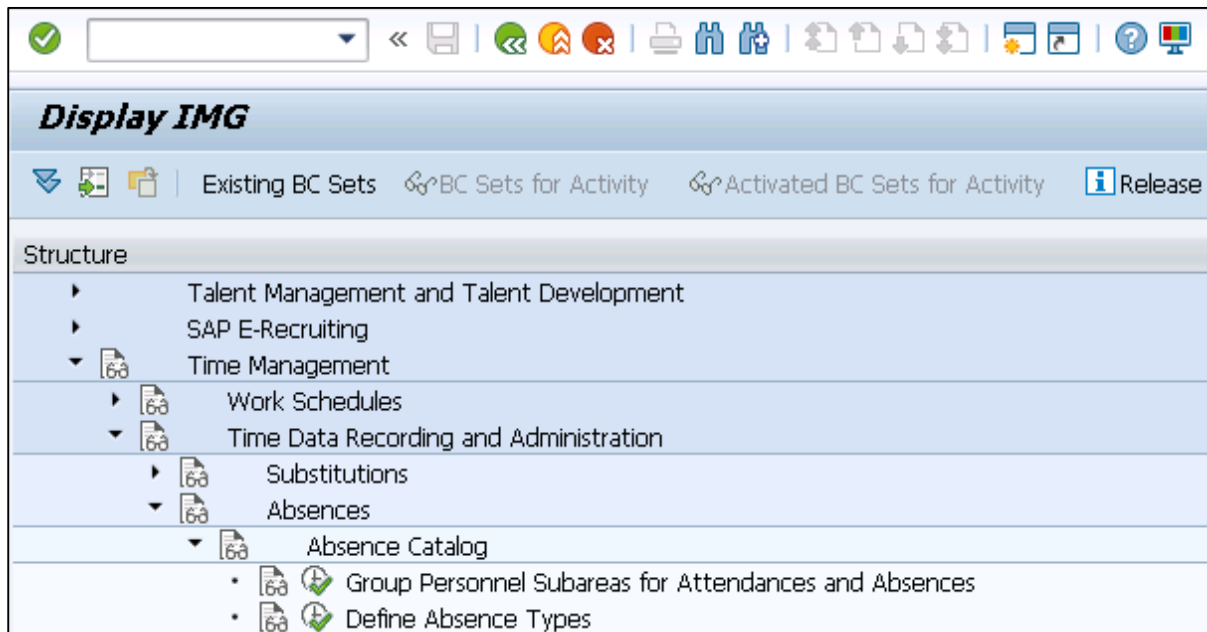 Display IMG
Existing BC Sets BC Sets for Activity Activated BC Sets for Activity Release
Structure
Talent Management and Talent Development
SAP E-Recruiting
Time Management
Work Schedules
Time Data Recording and Administration
Substitutions
Absences
Absence Catalog
Group Personnel Subareas for Attendances and Absences
Define Absence Types